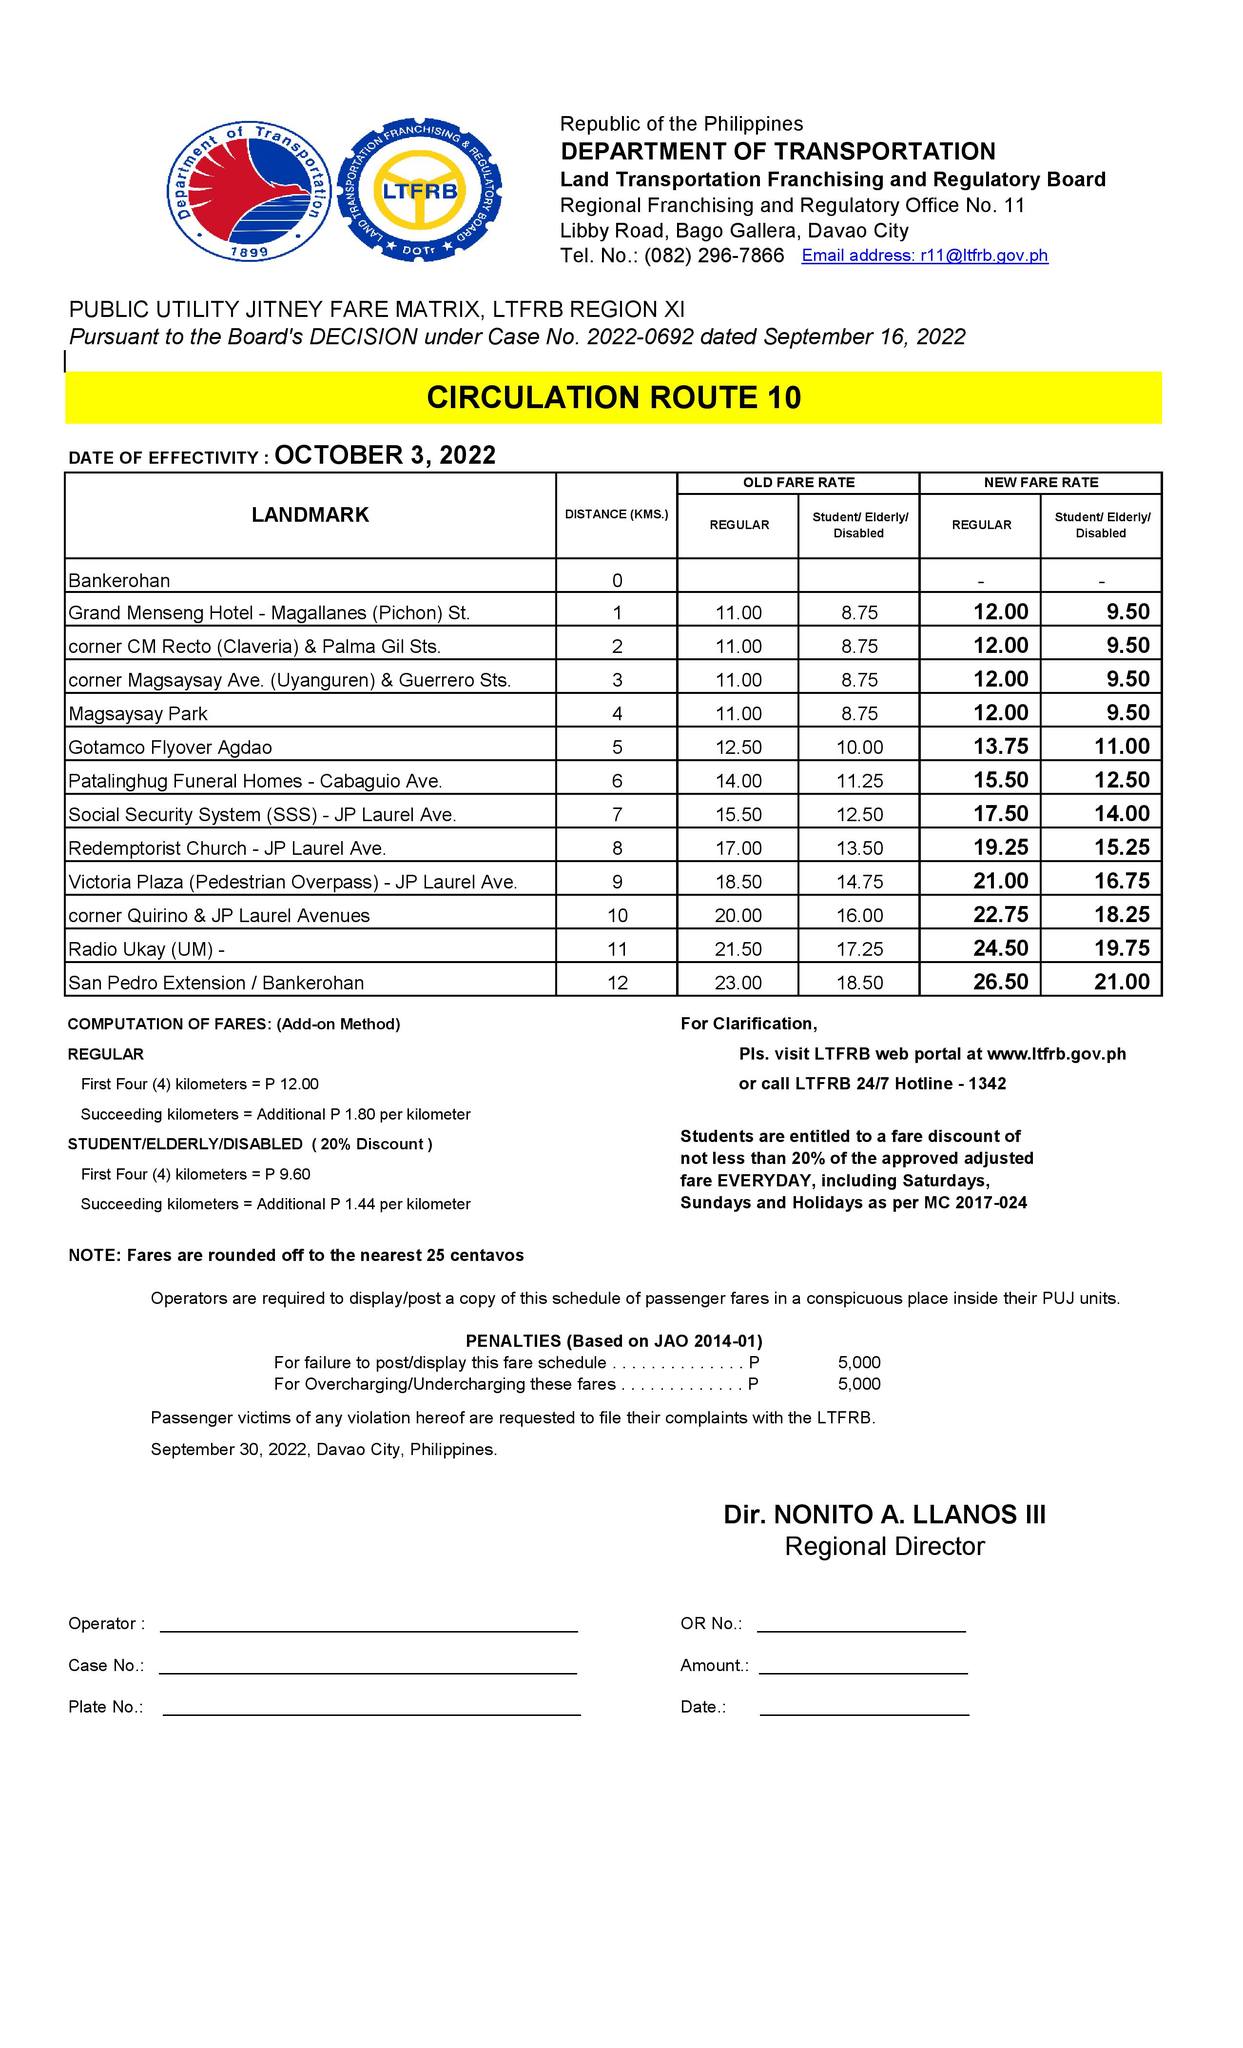 Department of Transportation
1899
LAND TRANSPORTATION FRANCHISING & REGULATORY BOARD
LTFRB
DOTr
Republic of the Philippines
DEPARTMENT OF TRANSPORTATION
Land Transportation Franchising and Regulatory Board
Regional Franchising and Regulatory Office No. 11
Libby Road, Bago Gallera, Davao City
Tel. No.: (082) 296-7866 Email address: r11@ltfrb.gov.ph
PUBLIC UTILITY JITNEY FARE MATRIX, LTFRB REGION XI
Pursuant to the Board's DECISION under Case No. 2022-0692 dated September 16, 2022
CIRCULATION ROUTE 10
DATE OF EFFECTIVITY : OCTOBER 3, 2022
LANDMARK DISTANCE (KMS.) OLD FARE RATE NEW FARE RATE
REGULAR Student/ Elderly/ Disabled REGULAR Student/ Elderly/ Disabled
Bankerohan 0 - -
Grand Menseng Hotel - Magallanes (Pichon) St. 1 11.00 8.75 12.00 9.50
corner CM Recto (Claveria) & Palma Gil Sts. 2 11.00 8.75 12.00 9.50
corner Magsaysay Ave. (Uyanguren) & Guerrero Sts. 3 11.00 8.75 12.00 9.50
Magsaysay Park 4 11.00 8.75 12.00 9.50
Gotamco Flyover Agdao 5 12.50 10.00 13.75 11.00
Patalinghug Funeral Homes - Cabaguio Ave. 6 14.00 11.25 15.50 12.50
Social Security System (SSS) - JP Laurel Ave. 7 15.50 12.50 17.50 14.00
Redemptorist Church - JP Laurel Ave. 8 17.00 13.50 19.25 15.25
Victoria Plaza (Pedestrian Overpass) - JP Laurel Ave. 9 18.50 14.75 21.00 16.75
corner Quirino & JP Laurel Avenues 10 20.00 16.00 22.75 18.25
Radio Ukay (UM) - 11 21.50 17.25 24.50 19.75
San Pedro Extension / Bankerohan 12 23.00 18.50 26.50 21.00
COMPUTATION OF FARES: (Add-on Method)
REGULAR
First Four (4) kilometers = P 12.00
Succeeding kilometers = Additional P 1.80 per kilometer
STUDENT/ELDERLY/DISABLED ( 20% Discount )
First Four (4) kilometers = P 9.60
Succeeding kilometers = Additional P 1.44 per kilometer
For Clarification,
Pls. visit LTFRB web portal at www.ltfrb.gov.ph
or call LTFRB 24/7 Hotline - 1342
Students are entitled to a fare discount of
not less than 20% of the approved adjusted
fare EVERYDAY, including Saturdays,
Sundays and Holidays as per MC 2017-024
NOTE: Fares are rounded off to the nearest 25 centavos
Operators are required to display/post a copy of this schedule of passenger fares in a conspicuous place inside their PUJ units.
PENALTIES (Based on JAO 2014-01)
For failure to post/display this fare schedule . . . . . . . . . . . . . . P 5,000
For Overcharging/Undercharging these fares . . . . . . . . . . . . . P 5,000
Passenger victims of any violation hereof are requested to file their complaints with the LTFRB.
September 30, 2022, Davao City, Philippines.
Dir. NONITO A. LLANOS III
Regional Director
Operator : OR No.:
Case No.: Amount.:
Plate No.: Date.: